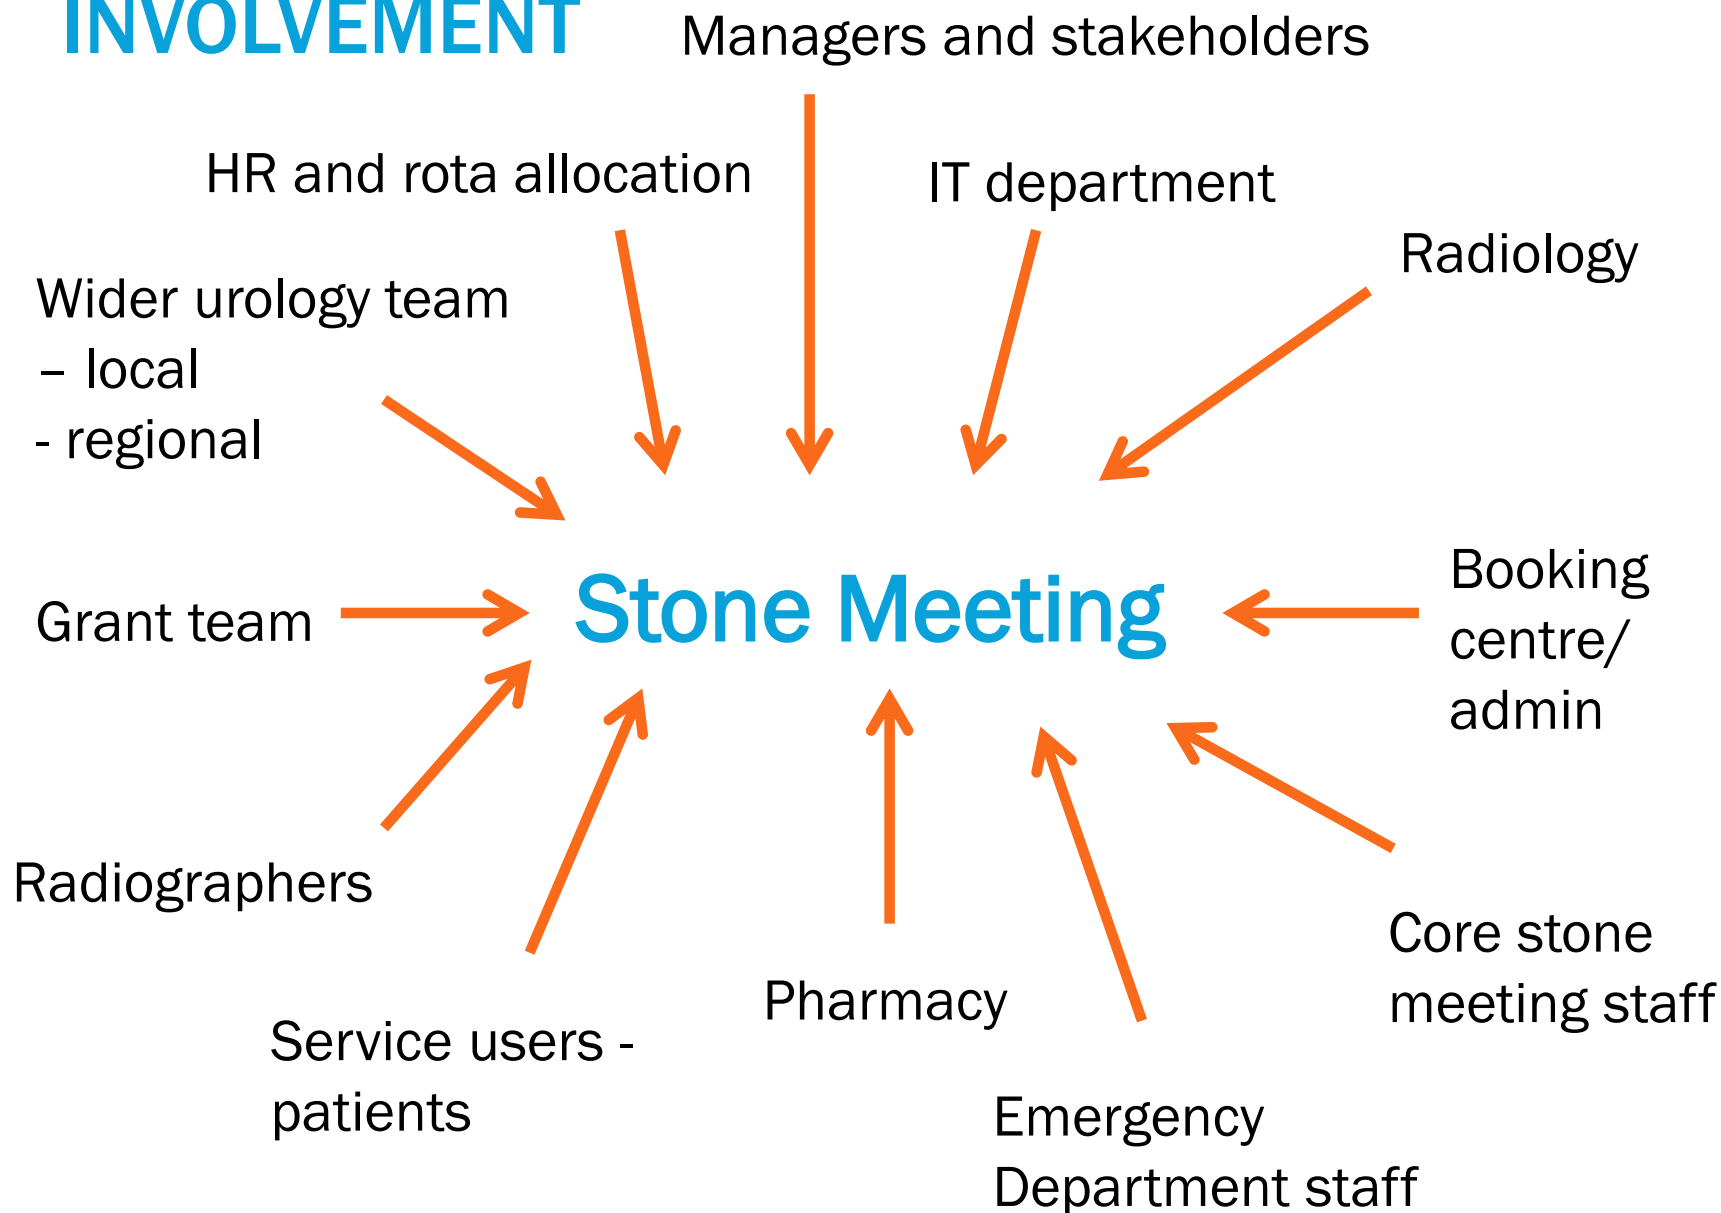 INVOLVEMENT
Managers and stakeholders
HR and rota allocation
IT department
Radiology
Wider urology team
– local
- regional
Grant team
Stone Meeting
Booking
centre/
admin
Radiographers
Service users -
patients
Pharmacy
Core stone
meeting staff
Emergency
Department staff